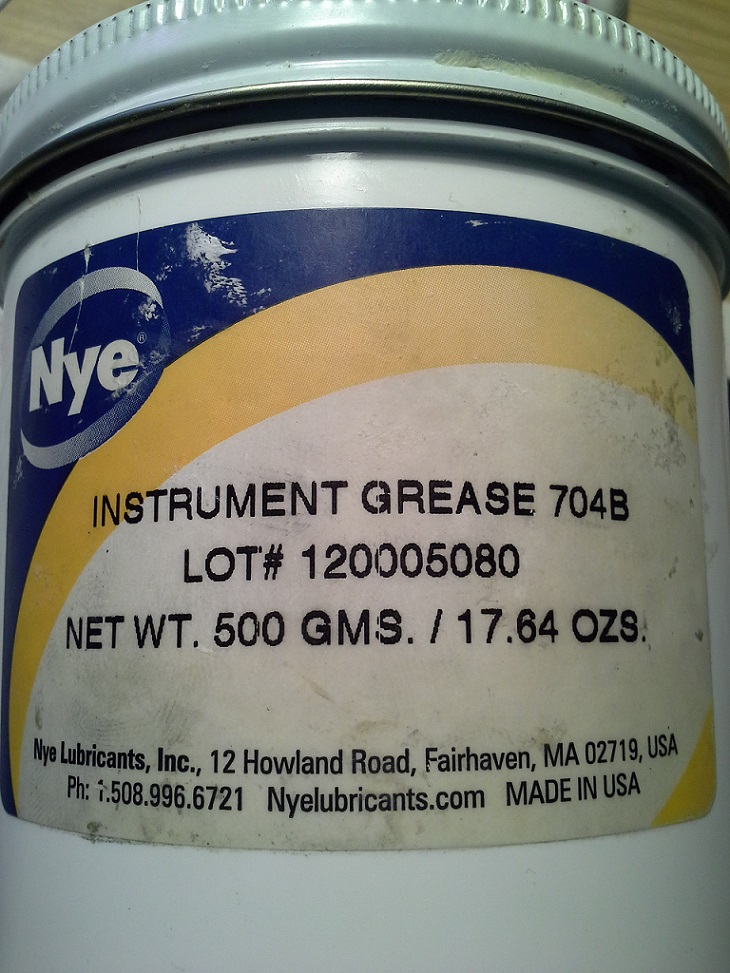 Nye®
INSTRUMENT GREASE 704B
LOT# 120005080
NET WT. 500 GMS. / 17.64 OZS.
Nye Lubricants, Inc., 12 Howland Road, Fairhaven, MA 02719, USA
Ph: 1.508.996.6721 Nyelubricants.com MADE IN USA